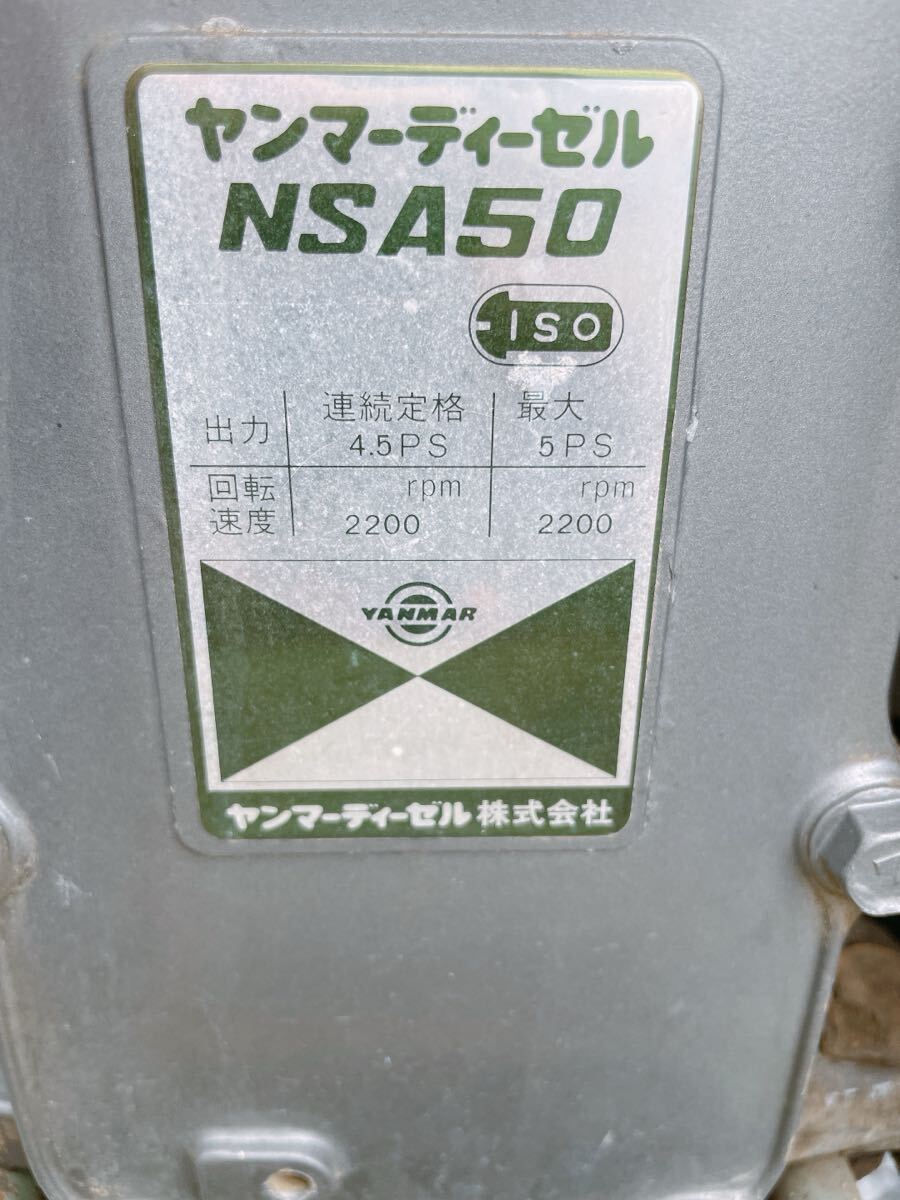 ヤンマーディーゼル
NSA50
ISO
出力 連続定格 4.5PS 最大 5PS
回転速度 rpm 2200 rpm 2200
YANMAR
ヤンマーディーゼル株式会社